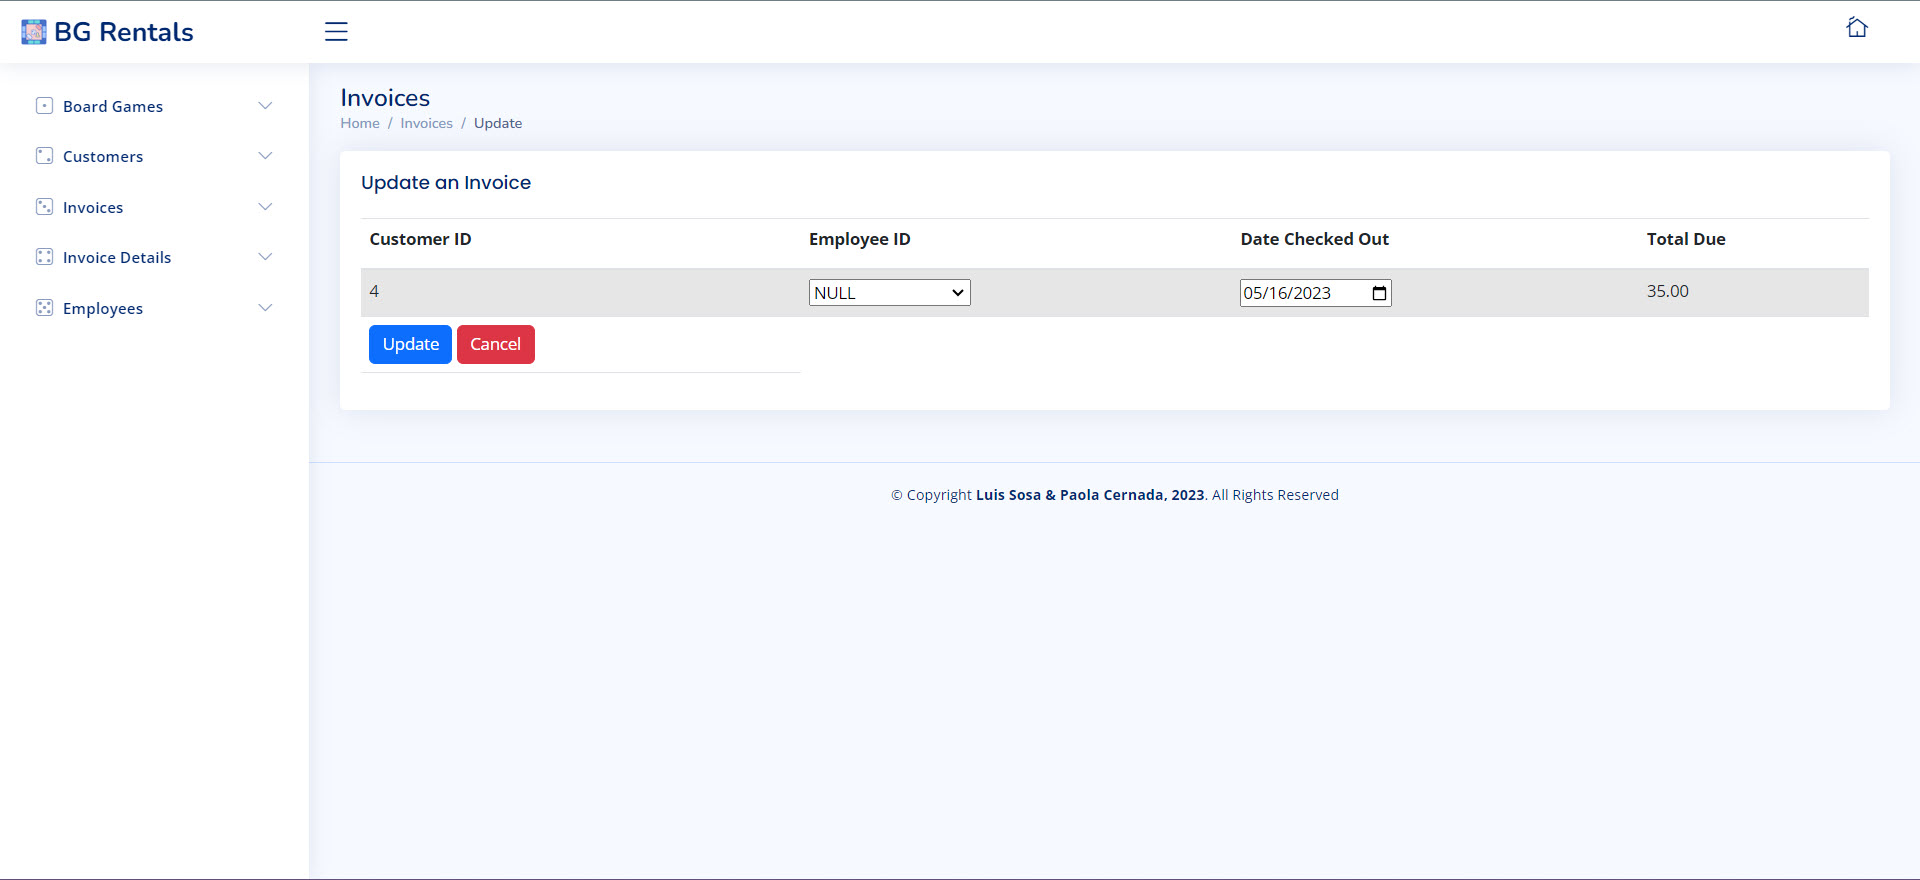 BG Rentals
Board Games
Customers
Invoices
Invoice Details
Employees
Invoices
Home / Invoices / Update
Update an Invoice
Customer ID Employee ID Date Checked Out Total Due
4 NULL 05/16/2023 35.00
Update Cancel
© Copyright Luis Sosa & Paola Cernada, 2023. All Rights Reserved